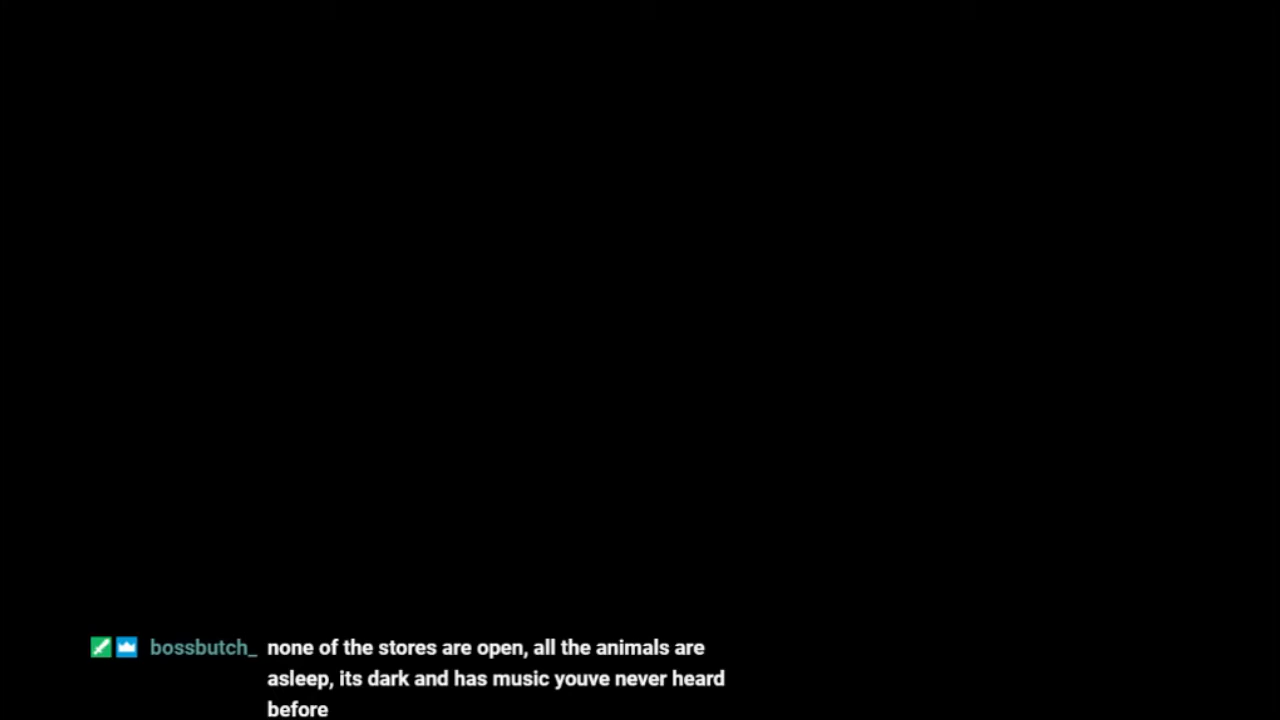 bossbutch_ none of the stores are open, all the animals are
asleep, its dark and has music youve never heard
before